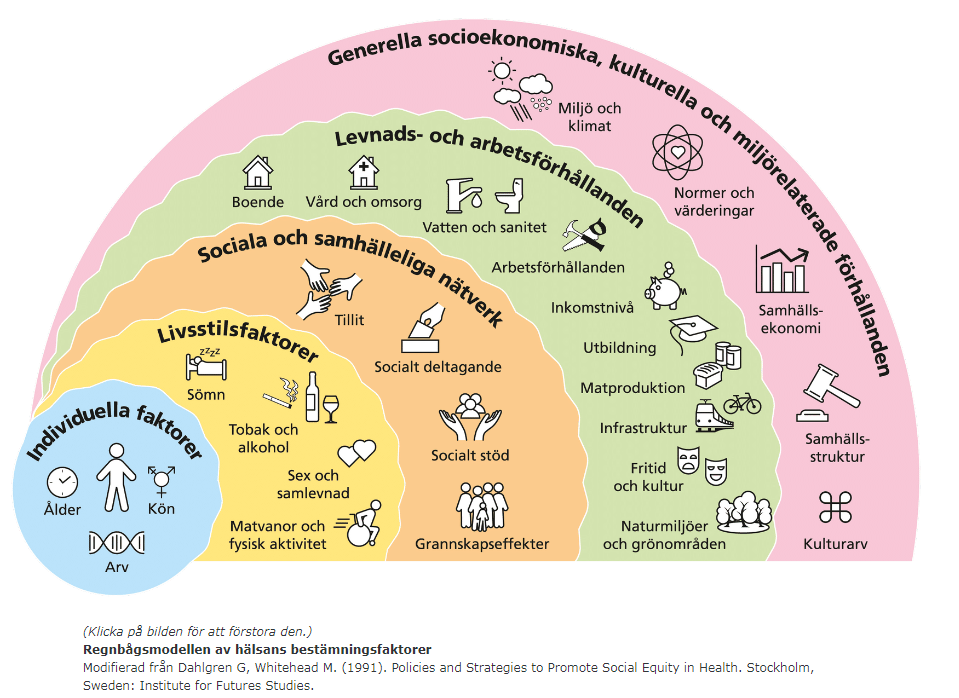 Generella socioekonomiska, kulturella och miljörelaterade förhållanden
Miljö och
klimat
Normer och
värderingar
Samhälls-
ekonomi
Samhälls-
struktur
Kulturarv
Levnads- och arbetsförhållanden
Boende
Vård och omsorg
Vatten och sanitet
Arbetsförhållanden
Inkomstnivå
Utbildning
Matproduktion
Infrastruktur
Fritid
och kultur
Naturmiljöer
och grönområden
Sociala och samhälleliga nätverk
Tillit
Socialt deltagande
Socialt stöd
Grannskapseffekter
Livsstilsfaktorer
zzzz
Sömn
Tobak och
alkohol
Sex och
samlevnad
Matvanor och
fysisk aktivitet
Individuella faktorer
Ålder
Kön
Arv
(Klicka på bilden för att förstora den.)
Regnbågsmodellen av hälsans bestämningsfaktorer
Modifierad från Dahlgren G, Whitehead M. (1991). Policies and Strategies to Promote Social Equity in Health. Stockholm,
Sweden: Institute for Futures Studies.